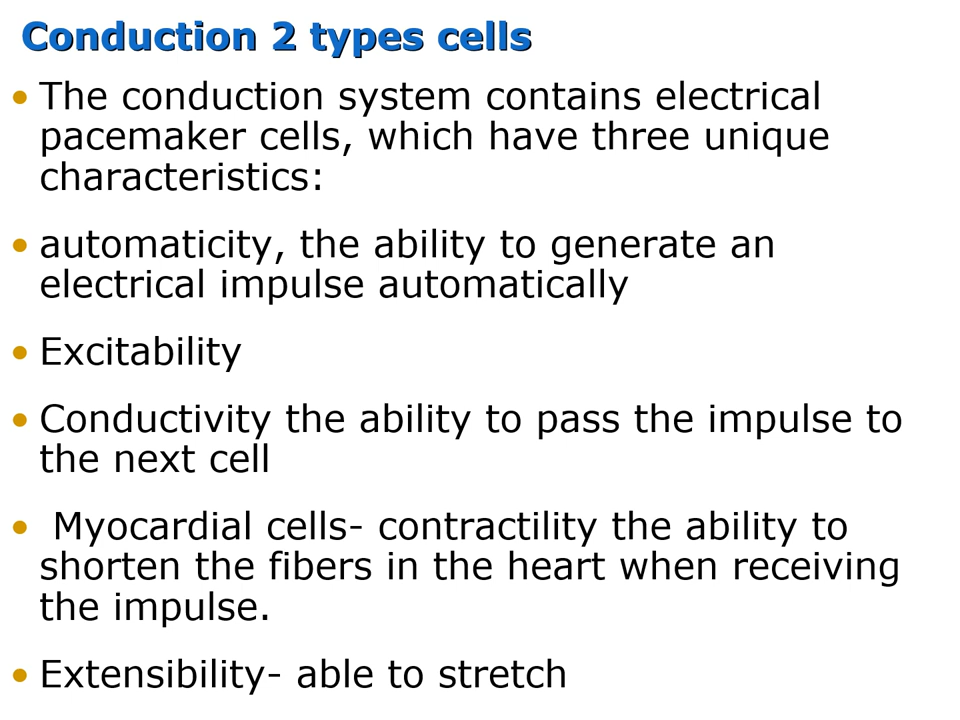 Conduction 2 types cells
• The conduction system contains electrical
pacemaker cells, which have three unique
characteristics:
• automaticity, the ability to generate an
electrical impulse automatically
• Excitability
• Conductivity the ability to pass the impulse to
the next cell
• Myocardial cells- contractility the ability to
shorten the fibers in the heart when receiving
the impulse.
• Extensibility- able to stretch